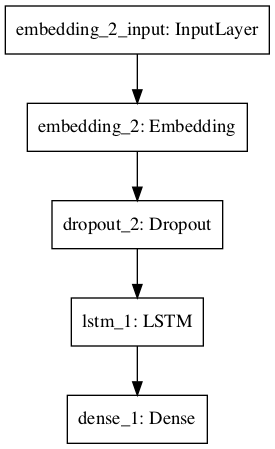 embedding_2_input: InputLayer
embedding_2: Embedding
dropout_2: Dropout
lstm_1: LSTM
dense_1: Dense